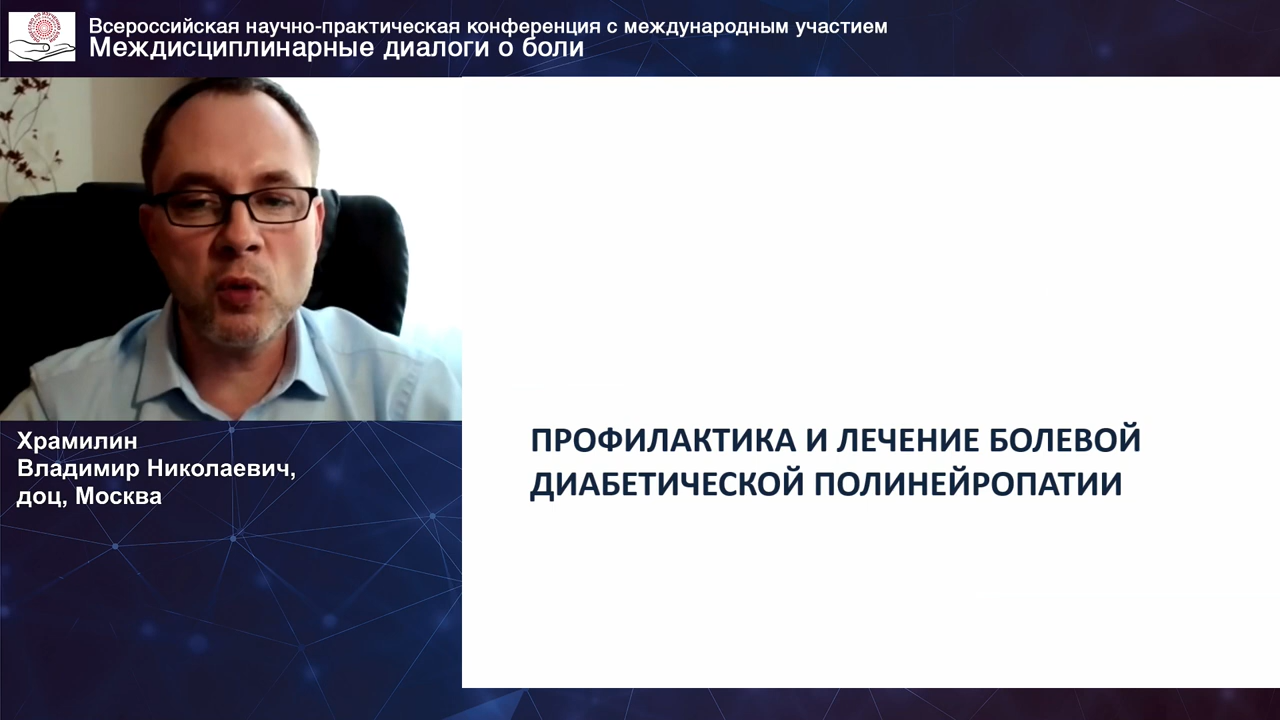 Всероссийская научно-практическая конференция с международным участием
Междисциплинарные диалоги о боли
Храмилин
Владимир Николаевич,
доц, Москва
ПРОФИЛАКТИКА И ЛЕЧЕНИЕ БОЛЕВОЙ
ДИАБЕТИЧЕСКОЙ ПОЛИНЕЙРОПАТИИ